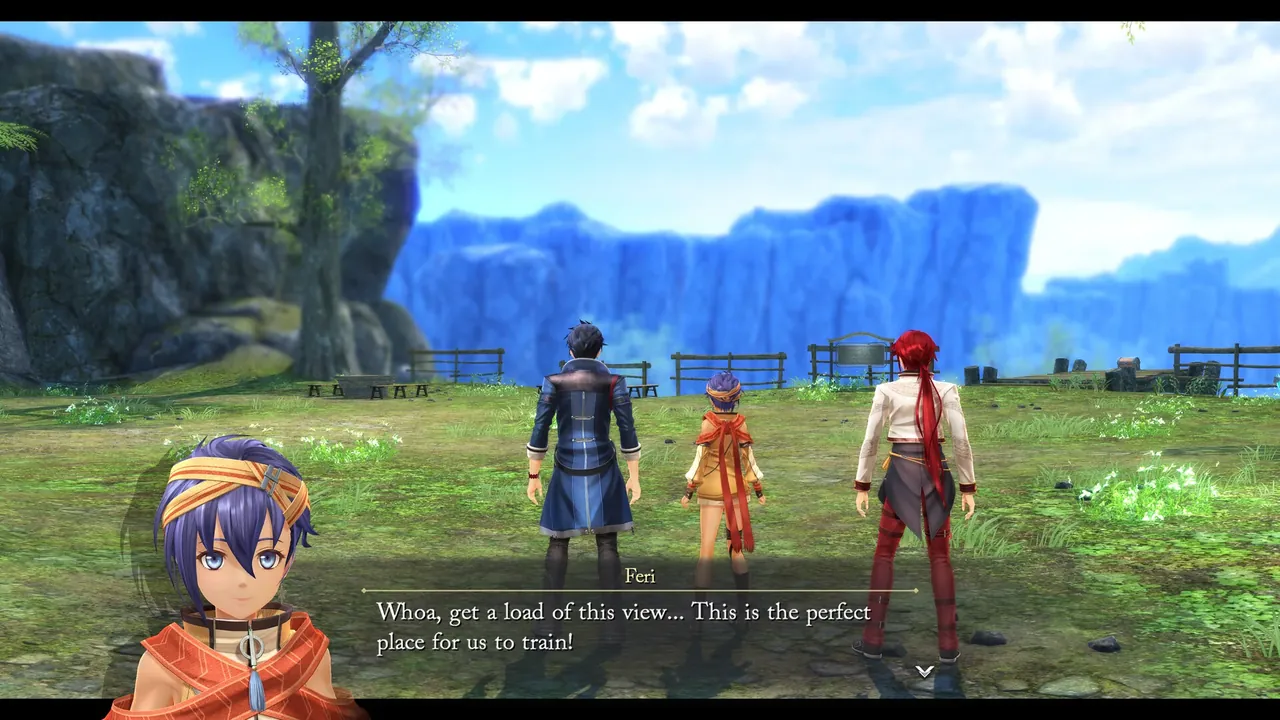 Feri
Whoa, get a load of this view... This is the perfect
place for us to train!